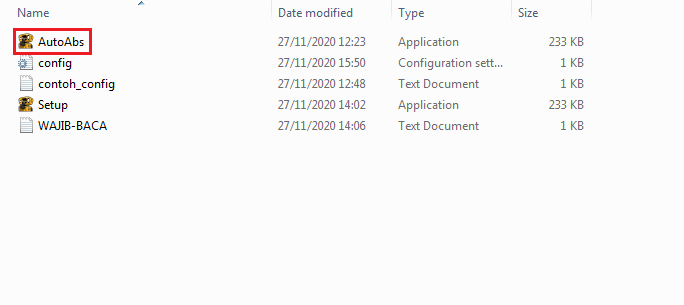 Name Date modified Type Size
AutoAbs 27/11/2020 12:23 Application 233 KB
config 27/11/2020 15:50 Configuration sett... 1 KB
contoh_config 27/11/2020 12:48 Text Document 1 KB
Setup 27/11/2020 14:02 Application 233 KB
WAJIB-BACA 27/11/2020 14:06 Text Document 1 KB